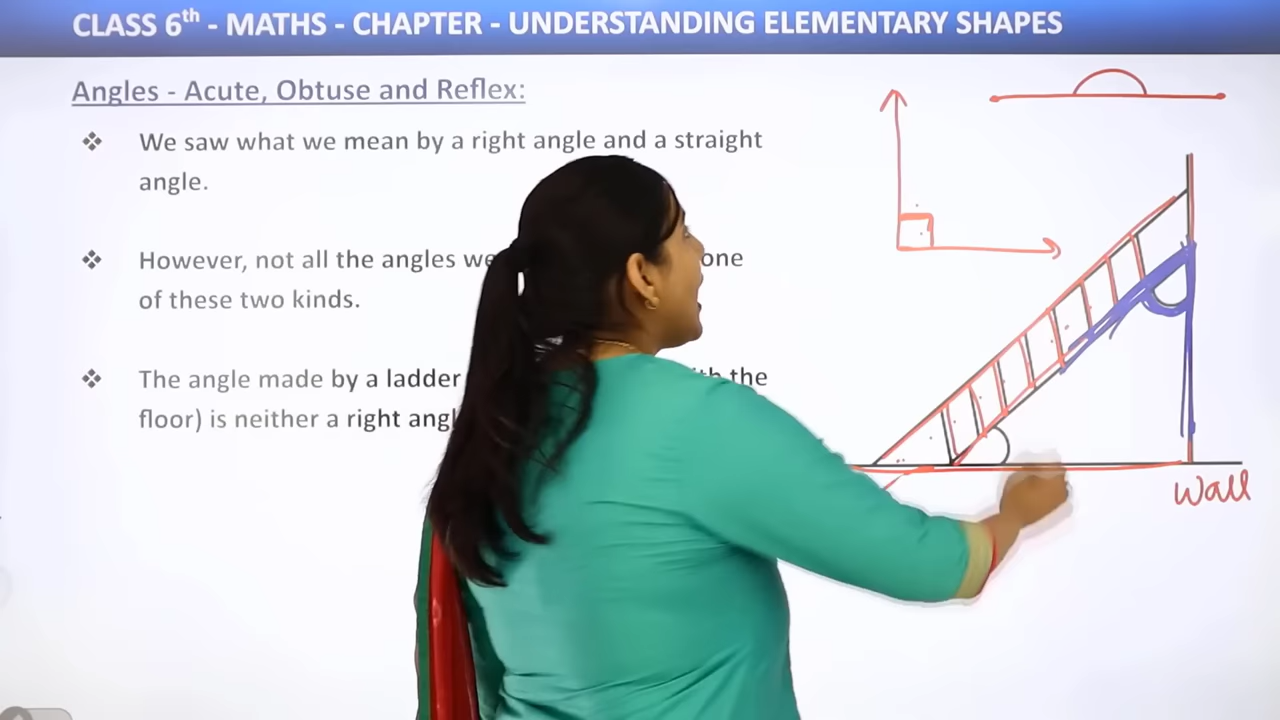 CLASS 6th - MATHS - CHAPTER - UNDERSTANDING ELEMENTARY SHAPES
Angles - Acute, Obtuse and Reflex:
❖ We saw what we mean by a right angle and a straight
angle.
❖ However, not all the angles we one
of these two kinds.
❖ The angle made by a ladder the
floor) is neither a right
Wall